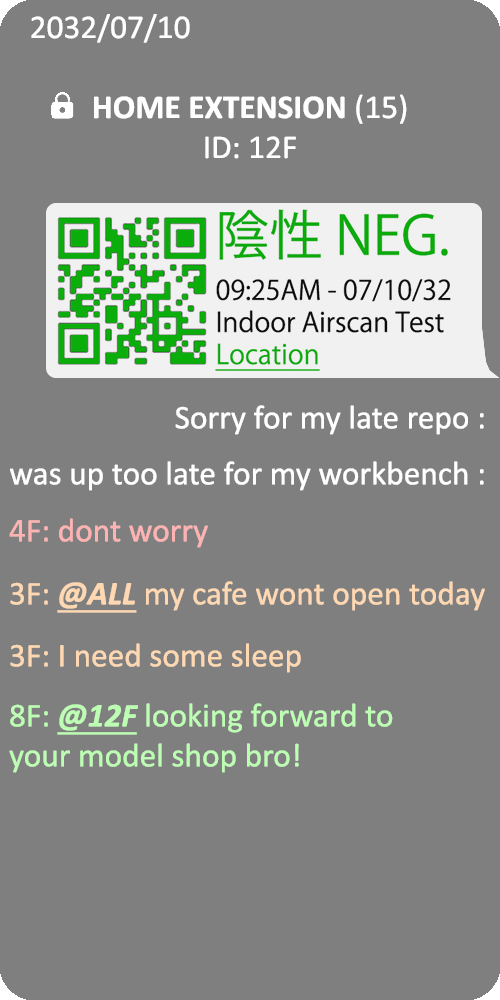 2032/07/10
HOME EXTENSION (15)
ID: 12F
陰性 NEG.
09:25AM - 07/10/32
Indoor Airscan Test
Location
Sorry for my late repo :
was up too late for my workbench :
4F: dont worry
3F: @ALL my cafe wont open today
3F: I need some sleep
8F: @12F looking forward to
your model shop bro!